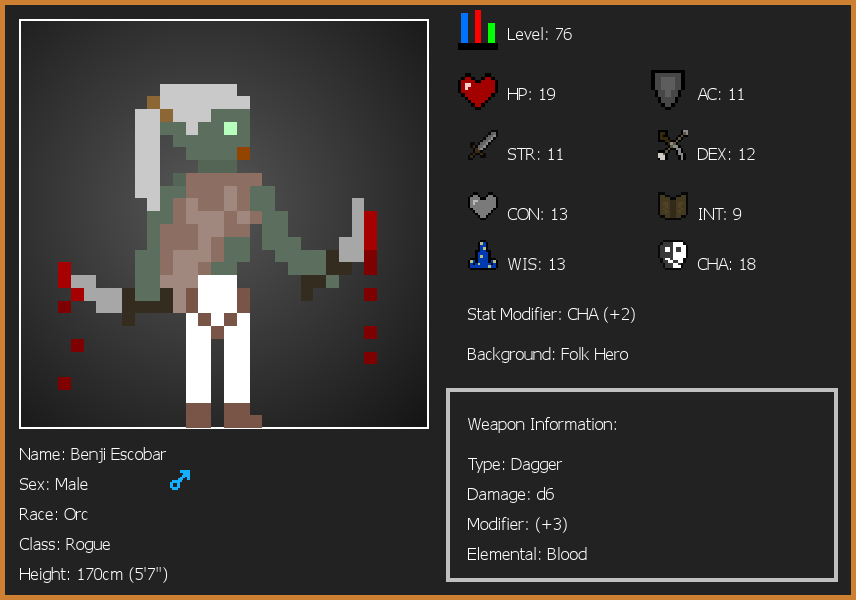 Level: 76
HP: 19
AC: 11
STR: 11
DEX: 12
CON: 13
INT: 9
WIS: 13
CHA: 18
Stat Modifier: CHA (+2)
Background: Folk Hero
Weapon Information:
Type: Dagger
Damage: d6
Modifier: (+3)
Elemental: Blood
Name: Benji Escobar
Sex: Male
Race: Orc
Class: Rogue
Height: 170cm (5'7")